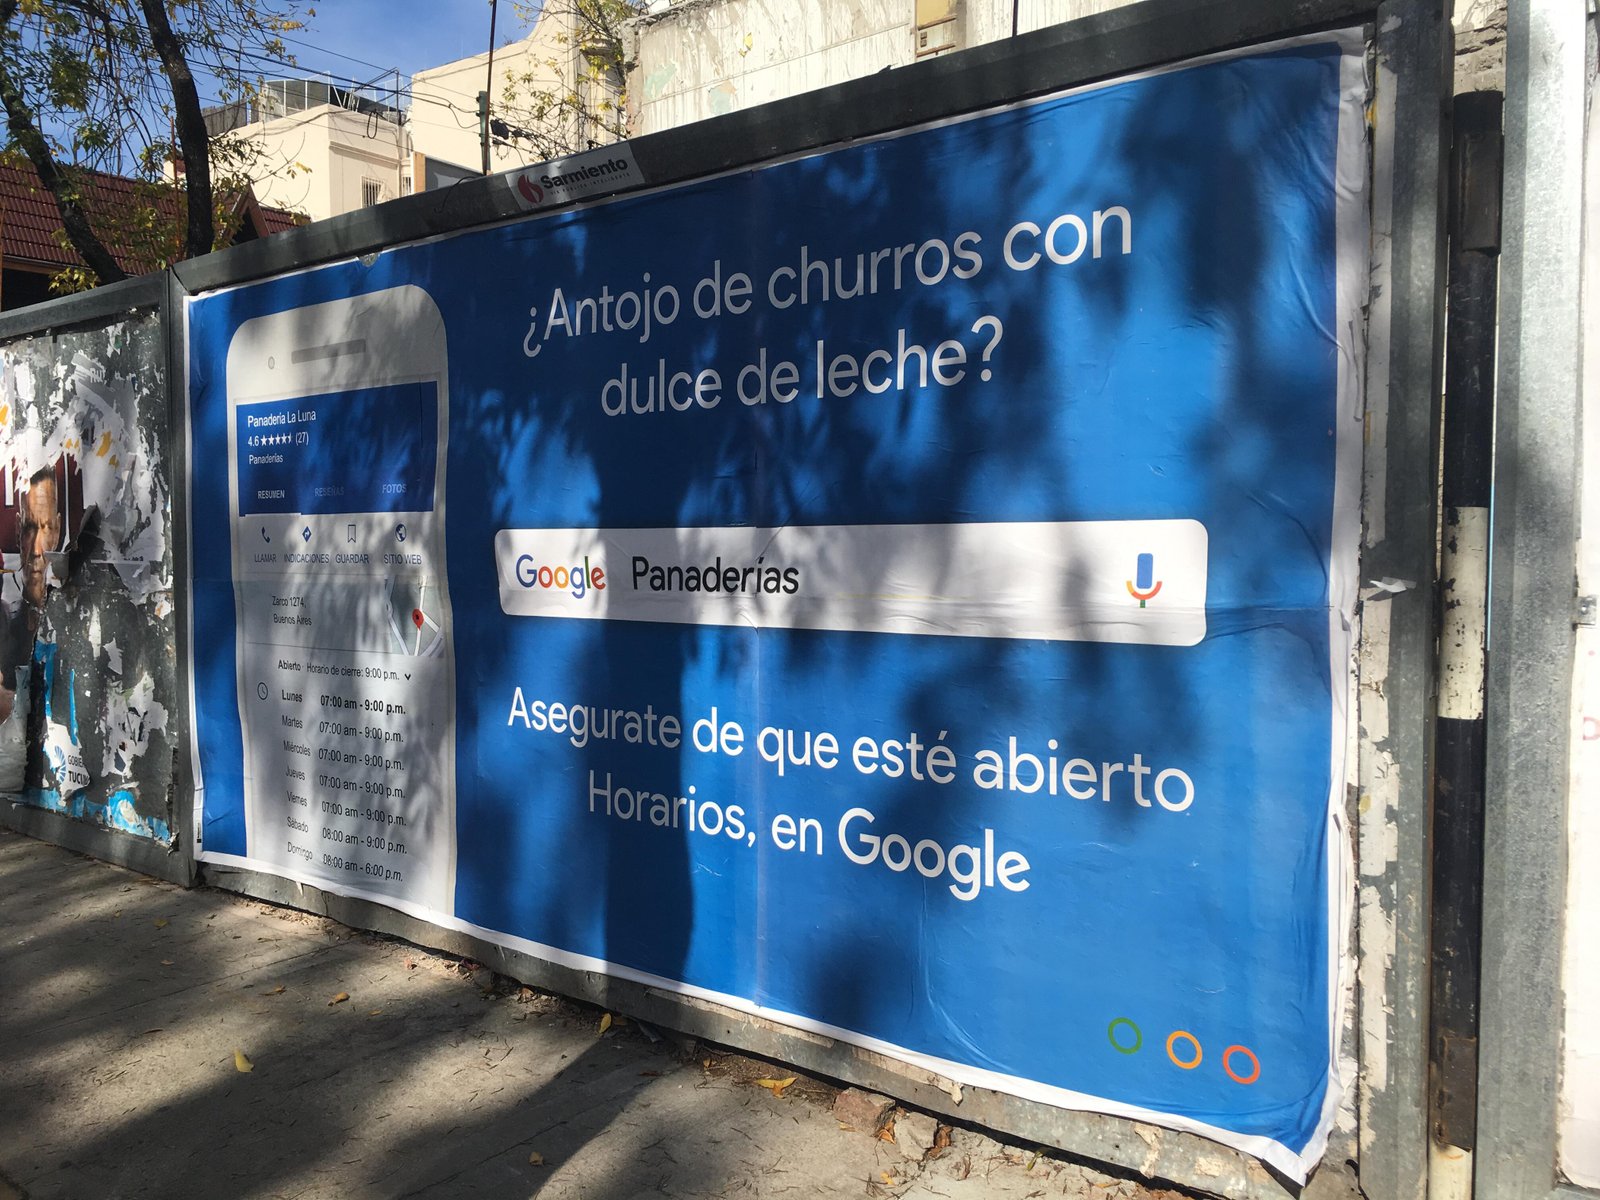 Sarmiento
VÍA PÚBLICA INTELIGENTE
¿Antojo de churros con
dulce de leche?
Google Panaderías
Asegurate de que esté abierto
Horarios, en Google
Panadería La Luna
4.6 ★★★★★ (27)
Panaderías
RESUMEN RESEÑAS FOTOS
LLAMAR INDICACIONES GUARDAR SITIO WEB
Zarco 1274,
Buenos Aires
Abierto · Horario de cierre: 9:00 p.m.
Lunes 07:00 am - 9:00 p.m.
Martes 07:00 am - 9:00 p.m.
Miércoles 07:00 am - 9:00 p.m.
Jueves 07:00 am - 9:00 p.m.
Viernes 07:00 am - 9:00 p.m.
Sábado 08:00 am - 9:00 p.m.
Domingo 08:00 am - 6:00 p.m.